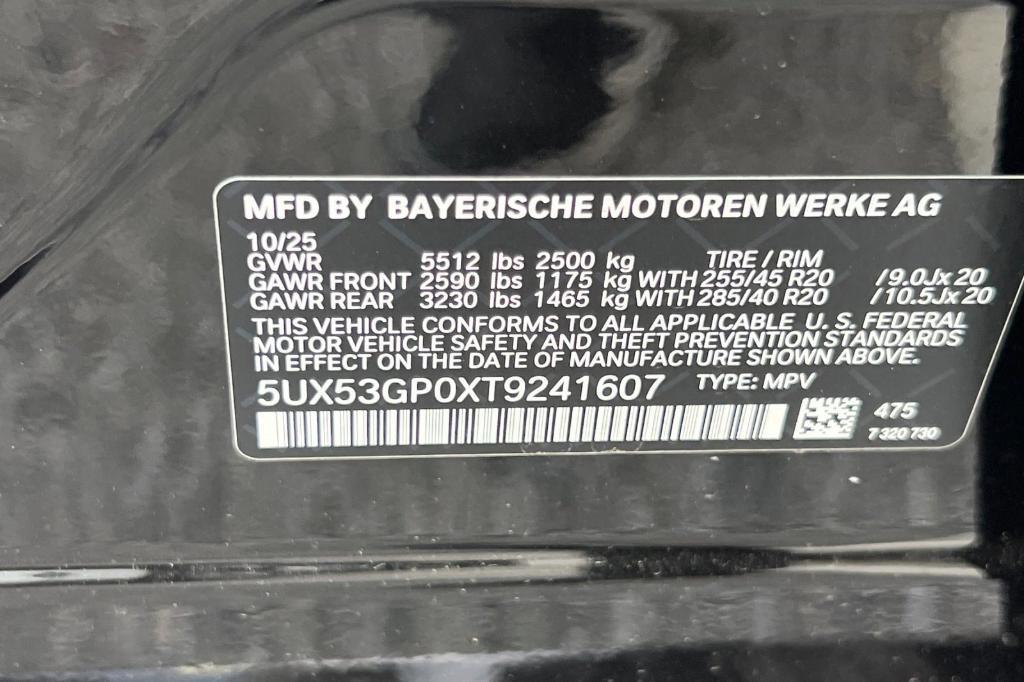 MFD BY BAYERISCHE MOTOREN WERKE AG
10/25
GVWR 5512 lbs 2500 kg TIRE / RIM
GAWR FRONT 2590 lbs 1175 kg WITH 255/45 R20 /9.0Jx20
GAWR REAR 3230 lbs 1465 kg WITH 285/40 R20 /10.5Jx20
THIS VEHICLE CONFORMS TO ALL APPLICABLE U. S. FEDERAL
MOTOR VEHICLE SAFETY AND THEFT PREVENTION STANDARDS
IN EFFECT ON THE DATE OF MANUFACTURE SHOWN ABOVE.
5UX53GP0XT9241607 TYPE: MPV
475
7 320 730